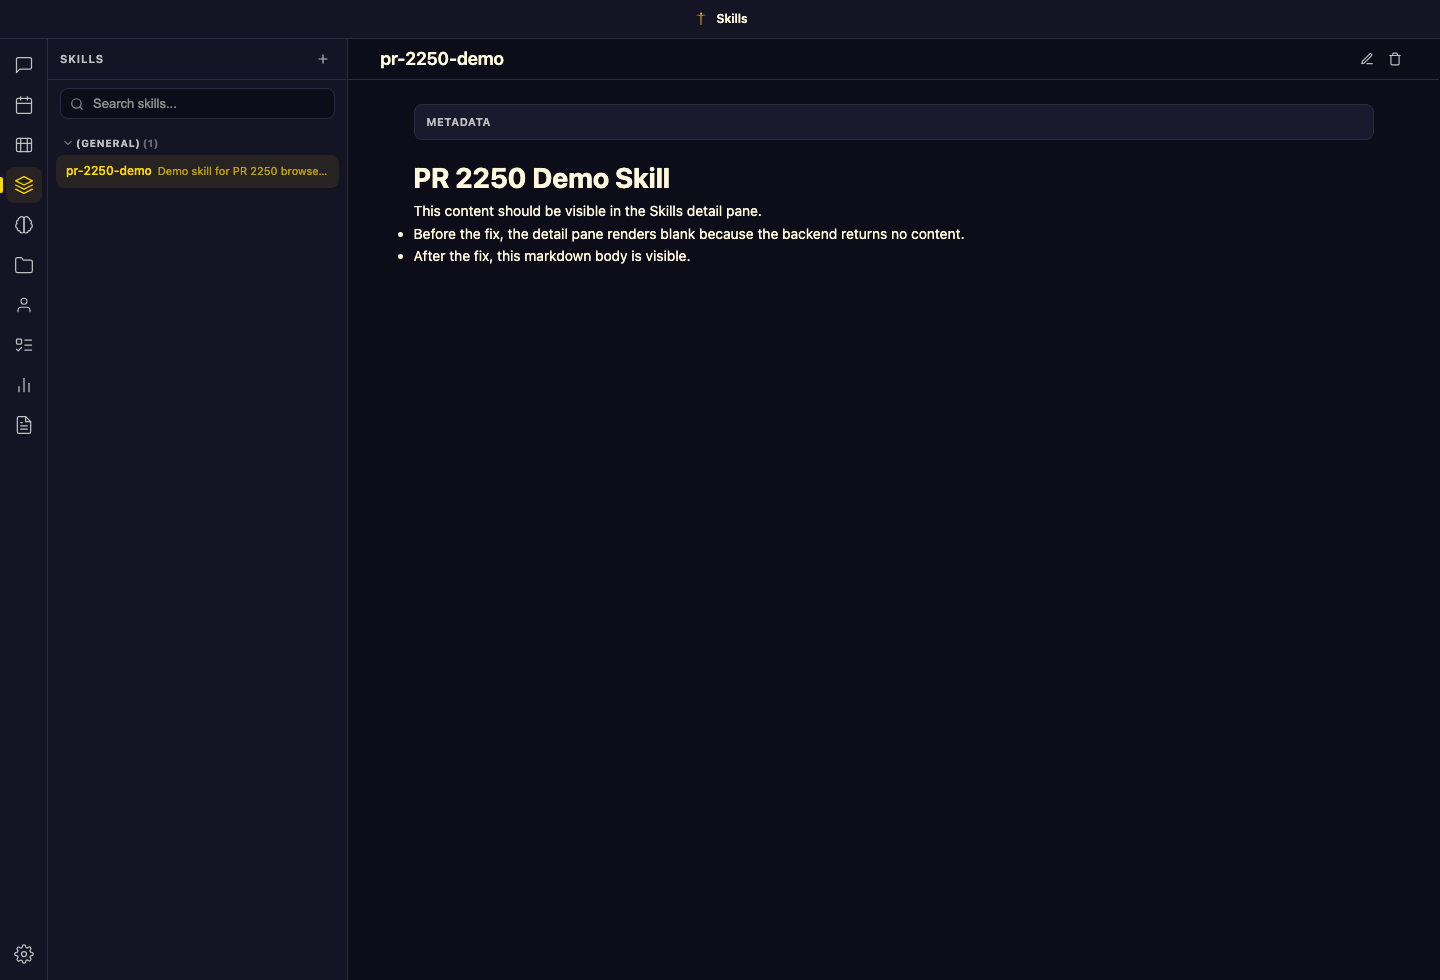 Skills
SKILLS
Search skills...
(GENERAL) (1)
pr-2250-demo Demo skill for PR 2250 browse...
pr-2250-demo
METADATA
PR 2250 Demo Skill
This content should be visible in the Skills detail pane.
Before the fix, the detail pane renders blank because the backend returns no content.
After the fix, this markdown body is visible.